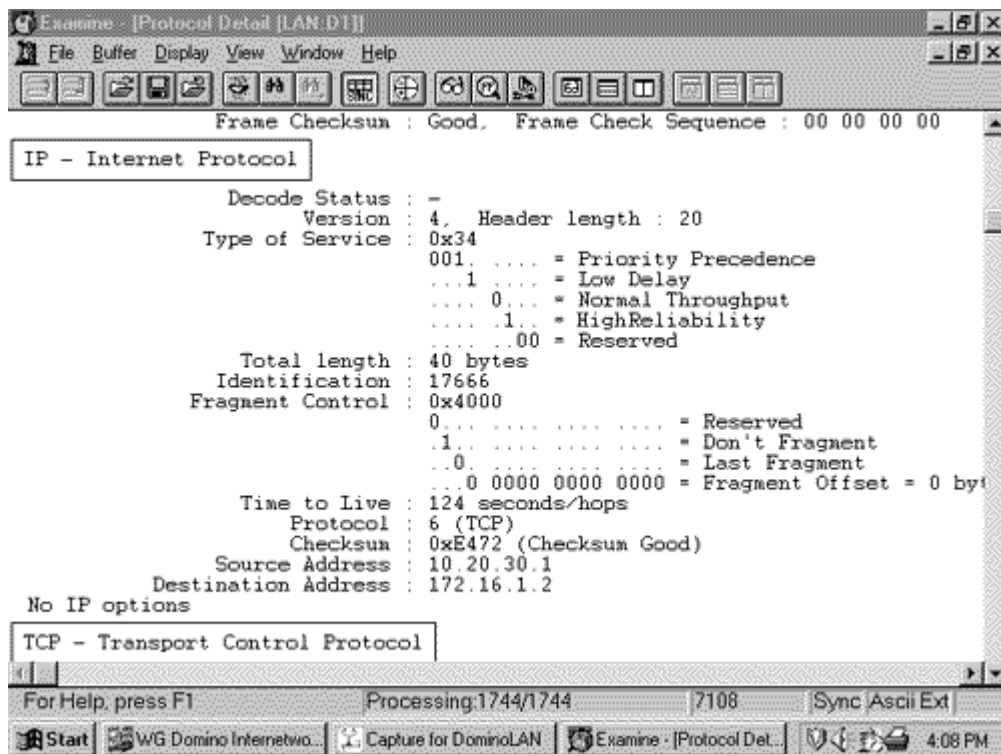 Examine - [Protocol Detail [LAN:D1]]
File Buffer Display View Window Help
SYNC
Frame Checksum : Good, Frame Check Sequence : 00 00 00 00
IP - Internet Protocol
Decode Status : -
Version : 4, Header length : 20
Type of Service : 0x34
001. .... = Priority Precedence
...1 .... = Low Delay
.... 0... = Normal Throughput
.... .1.. = HighReliability
.... ..00 = Reserved
Total length : 40 bytes
Identification : 17666
Fragment Control : 0x4000
0... .... .... .... = Reserved
.1.. .... .... .... = Don't Fragment
..0. .... .... .... = Last Fragment
...0 0000 0000 0000 = Fragment Offset = 0 byt
Time to Live : 124 seconds/hops
Protocol : 6 (TCP)
Checksum : 0xE472 (Checksum Good)
Source Address : 10.20.30.1
Destination Address : 172.16.1.2
No IP options
TCP - Transport Control Protocol
For Help, press F1 Processing:1744/1744 7108 Sync Ascii Ext
Start WG Domino Internetwo... Capture for DominoLAN Examine - [Protocol Det... 4:08 PM